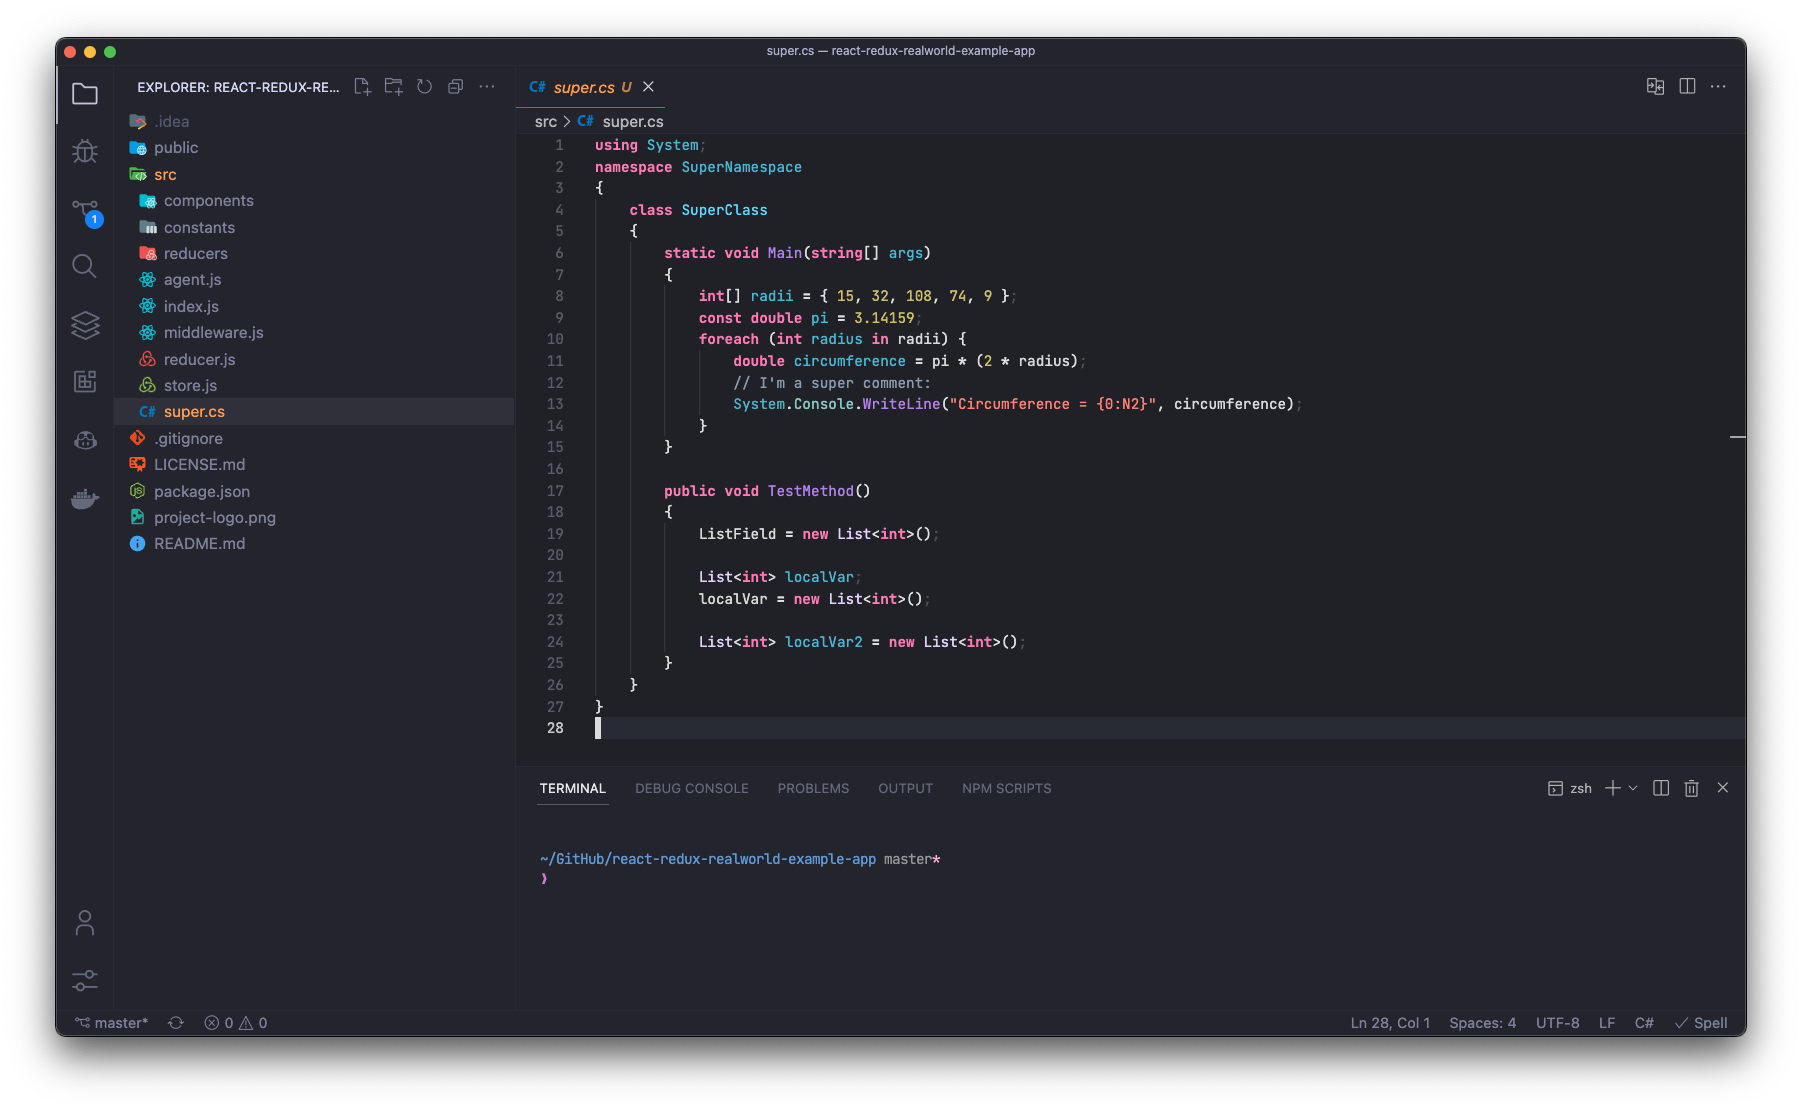 super.cs — react-redux-realworld-example-app
EXPLORER: REACT-REDUX-RE...
.idea
public
src
components
constants
reducers
agent.js
index.js
middleware.js
reducer.js
store.js
C# super.cs
.gitignore
LICENSE.md
package.json
project-logo.png
README.md
1
C# super.cs U
src > C# super.cs
1 using System;
2 namespace SuperNamespace
3 {
4     class SuperClass
5     {
6         static void Main(string[] args)
7         {
8             int[] radii = { 15, 32, 108, 74, 9 };
9             const double pi = 3.14159;
10             foreach (int radius in radii) {
11                 double circumference = pi * (2 * radius);
12                 // I'm a super comment:
13                 System.Console.WriteLine("Circumference = {0:N2}", circumference);
14             }
15         }
16
17         public void TestMethod()
18         {
19             ListField = new List<int>();
20
21             List<int> localVar;
22             localVar = new List<int>();
23
24             List<int> localVar2 = new List<int>();
25         }
26     }
27 }
28
TERMINAL DEBUG CONSOLE PROBLEMS OUTPUT NPM SCRIPTS
zsh
~/GitHub/react-redux-realworld-example-app master*
❯
master* 0 0
Ln 28, Col 1 Spaces: 4 UTF-8 LF C# Spell